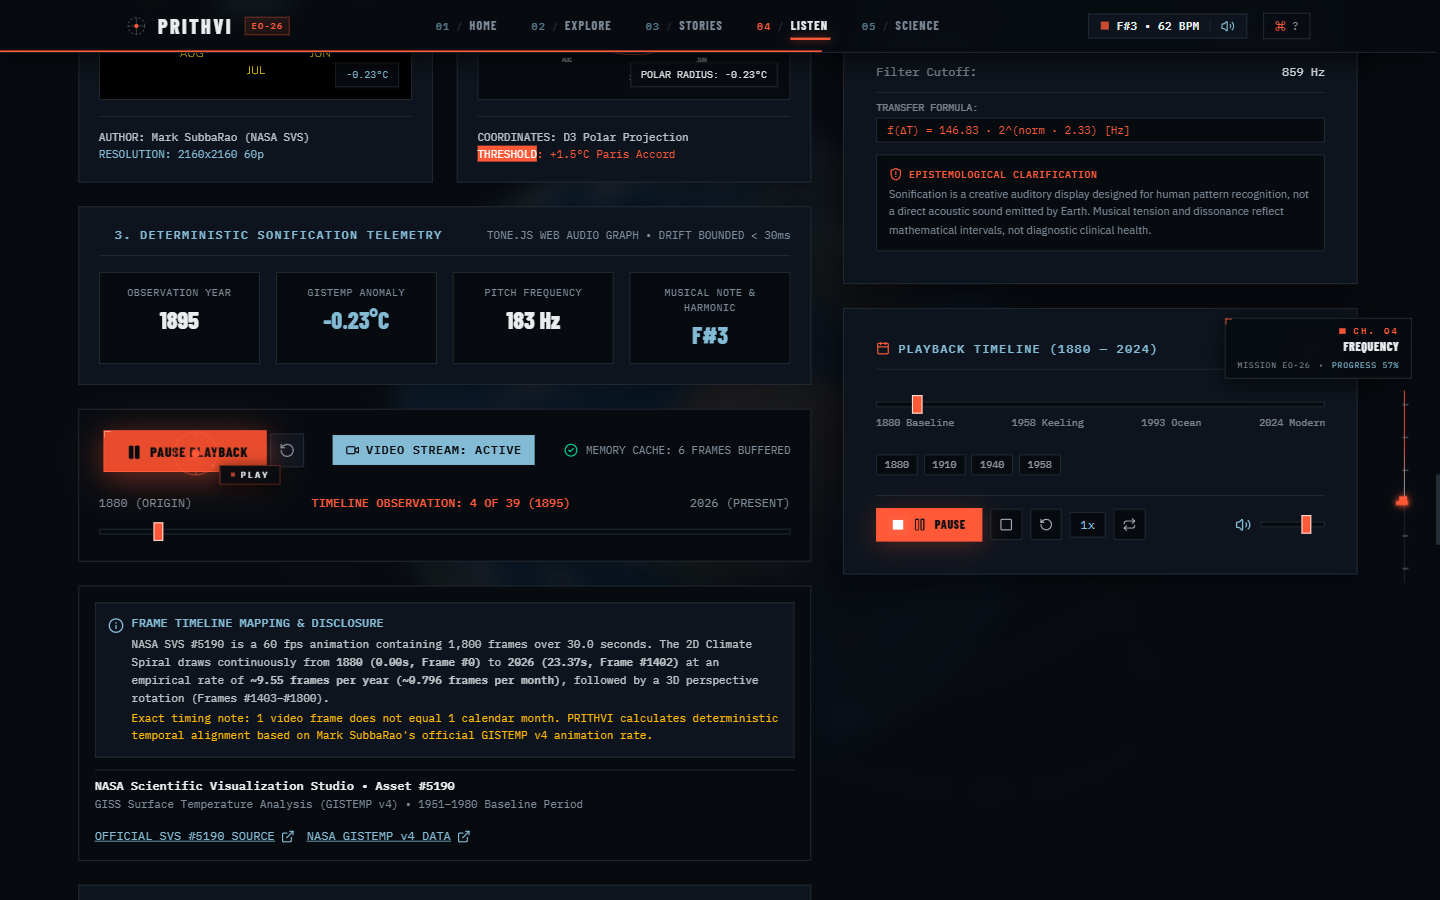 PRITHVI
EO-26
01 / HOME
02 / EXPLORE
03 / STORIES
04 / LISTEN
05 / SCIENCE
F#3 • 62 BPM
⌘ ?
AUG
JUN
JUL
-0.23°C
AUG
JUN
POLAR RADIUS: -0.23°C
AUTHOR: Mark SubbaRao (NASA SVS)
RESOLUTION: 2160x2160 60p
COORDINATES: D3 Polar Projection
THRESHOLD: +1.5°C Paris Accord
Filter Cutoff: 859 Hz
TRANSFER FORMULA:
f(ΔT) = 146.83 · 2^(norm · 2.33) [Hz]
EPISTEMOLOGICAL CLARIFICATION
Sonification is a creative auditory display designed for human pattern recognition, not
a direct acoustic sound emitted by Earth. Musical tension and dissonance reflect
mathematical intervals, not diagnostic clinical health.
3. DETERMINISTIC SONIFICATION TELEMETRY
TONE.JS WEB AUDIO GRAPH • DRIFT BOUNDED < 30ms
OBSERVATION YEAR
1895
GISTEMP ANOMALY
-0.23°C
PITCH FREQUENCY
183 Hz
MUSICAL NOTE &
HARMONIC
F#3
PLAYBACK TIMELINE (1880 — 2024)
CH. 04
FREQUENCY
MISSION EO-26 • PROGRESS 57%
1880 Baseline
1958 Keeling
1993 Ocean
2024 Modern
1880
1910
1940
1958
PAUSE
1x
PAUSE PLAYBACK
PLAY
VIDEO STREAM: ACTIVE
MEMORY CACHE: 6 FRAMES BUFFERED
1880 (ORIGIN)
TIMELINE OBSERVATION: 4 OF 39 (1895)
2026 (PRESENT)
FRAME TIMELINE MAPPING & DISCLOSURE
NASA SVS #5190 is a 60 fps animation containing 1,800 frames over 30.0 seconds. The 2D Climate
Spiral draws continuously from 1880 (0.00s, Frame #0) to 2026 (23.37s, Frame #1402) at an
empirical rate of ~9.55 frames per year (~0.796 frames per month), followed by a 3D perspective
rotation (Frames #1403–#1800).
Exact timing note: 1 video frame does not equal 1 calendar month. PRITHVI calculates deterministic
temporal alignment based on Mark SubbaRao's official GISTEMP v4 animation rate.
NASA Scientific Visualization Studio • Asset #5190
GISS Surface Temperature Analysis (GISTEMP v4) • 1951–1980 Baseline Period
OFFICIAL SVS #5190 SOURCE
NASA GISTEMP v4 DATA